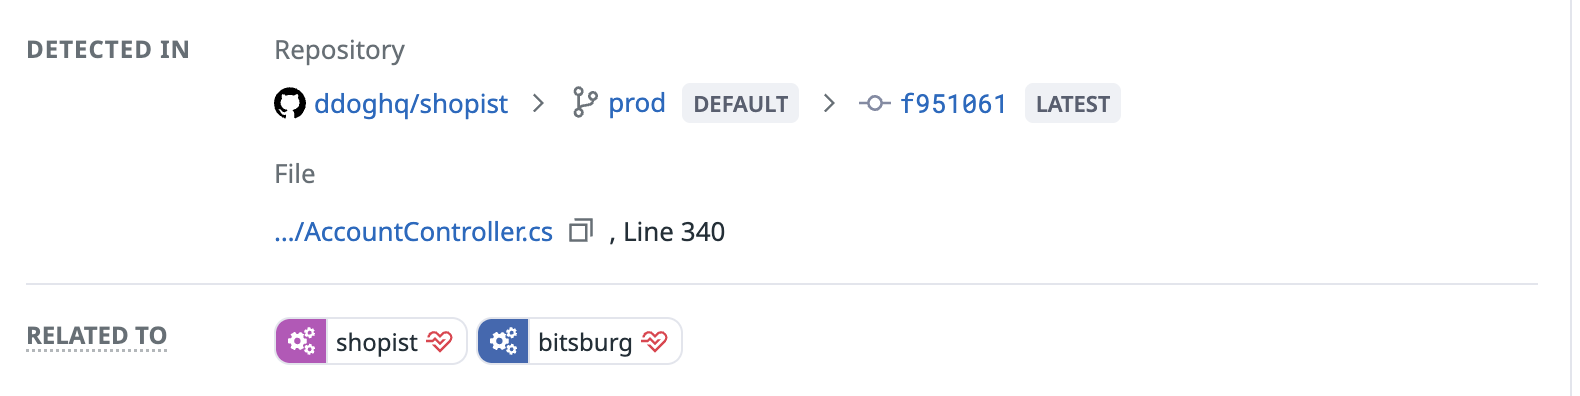 DETECTED IN
Repository
ddoghq/shopist > prod DEFAULT > f951061 LATEST
File
.../AccountController.cs , Line 340
RELATED TO
shopist bitsburg